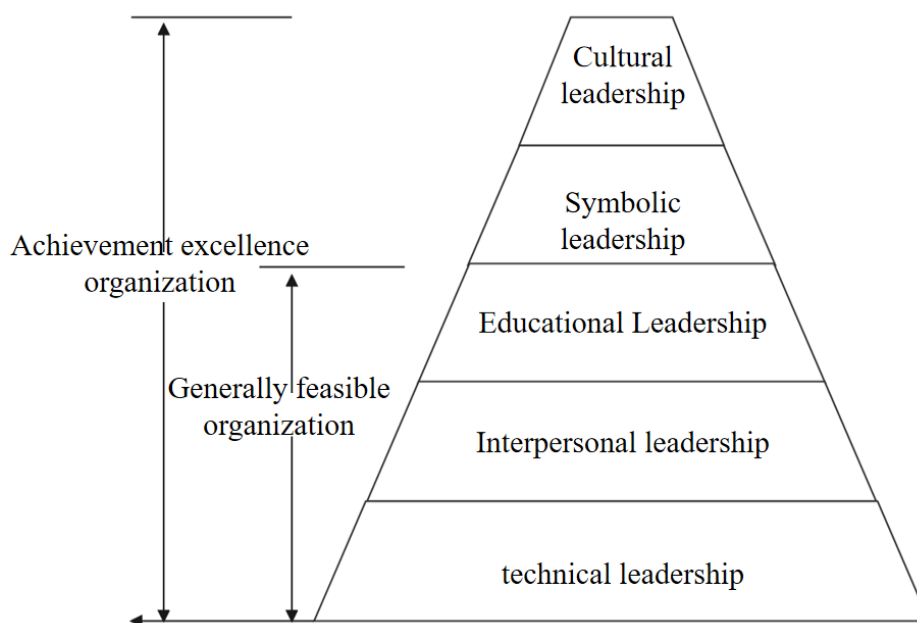 Cultural
leadership
Symbolic
leadership
Achievement excellence
organization
Educational Leadership
Generally feasible
organization
Interpersonal leadership
technical leadership